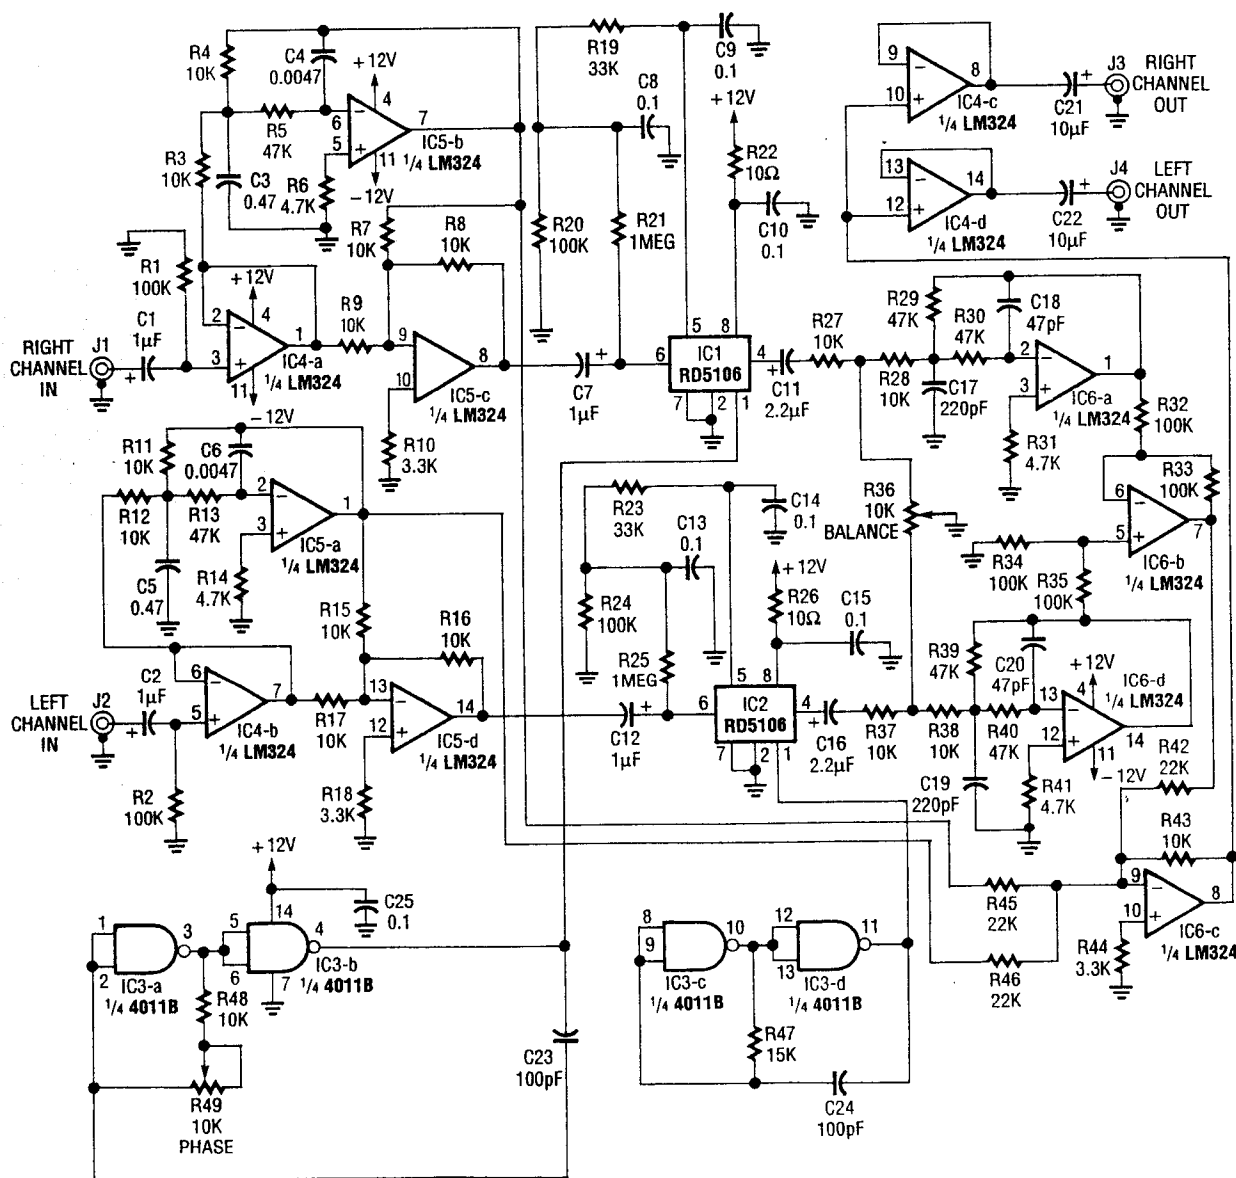 R4
10K
C4
0.0047
+12V
4
R5
47K
6
5
7
IC5-b
11
1/4 LM324
-12V
R3
10K
C3
0.47
R6
4.7K
R7
10K
R8
10K
R19
33K
C9
0.1
C8
0.1
+12V
R22
10Ω
C10
0.1
R20
100K
R21
1MEG
9
10
8
IC4-c
1/4 LM324
C21
10µF
J3
RIGHT
CHANNEL
OUT
13
12
14
IC4-d
1/4 LM324
C22
10µF
J4
LEFT
CHANNEL
OUT
R1
100K
C1
1µF
RIGHT
CHANNEL
IN
J1
+12V
2
4
3
1
11
IC4-a
1/4 LM324
-12V
R9
10K
9
10
8
IC5-c
1/4 LM324
R10
3.3K
C7
1µF
5
8
6
IC1
RD5106
4
7
2
1
C11
2.2µF
R27
10K
R28
10K
R29
47K
R30
47K
C18
47pF
C17
220pF
2
3
1
IC6-a
1/4 LM324
R31
4.7K
R32
100K
R33
100K
6
5
7
IC6-b
1/4 LM324
R34
100K
R35
100K
R36
10K
BALANCE
R11
10K
C6
0.0047
R12
10K
R13
47K
2
3
1
IC5-a
1/4 LM324
C5
0.47
R14
4.7K
R15
10K
R16
10K
R23
33K
C14
0.1
C13
0.1
+12V
R26
10Ω
C15
0.1
R24
100K
R25
1MEG
LEFT
CHANNEL
IN
J2
C2
1µF
6
5
7
IC4-b
1/4 LM324
R2
100K
R17
10K
13
12
14
IC5-d
1/4 LM324
R18
3.3K
C12
1µF
5
8
6
IC2
RD5106
4
7
2
1
C16
2.2µF
R37
10K
R38
10K
R39
47K
C20
47pF
R40
47K
C19
220pF
+12V
4
13
12
14
11
IC6-d
1/4 LM324
-12V
R41
4.7K
R42
22K
R43
10K
9
10
8
IC6-c
1/4 LM324
R44
3.3K
R45
22K
R46
22K
+12V
C25
0.1
1
2
3
IC3-a
1/4 4011B
5
6
14
4
7
IC3-b
1/4 4011B
R48
10K
R49
10K
PHASE
C23
100pF
8
9
10
IC3-c
1/4 4011B
12
13
11
IC3-d
1/4 4011B
R47
15K
C24
100pF